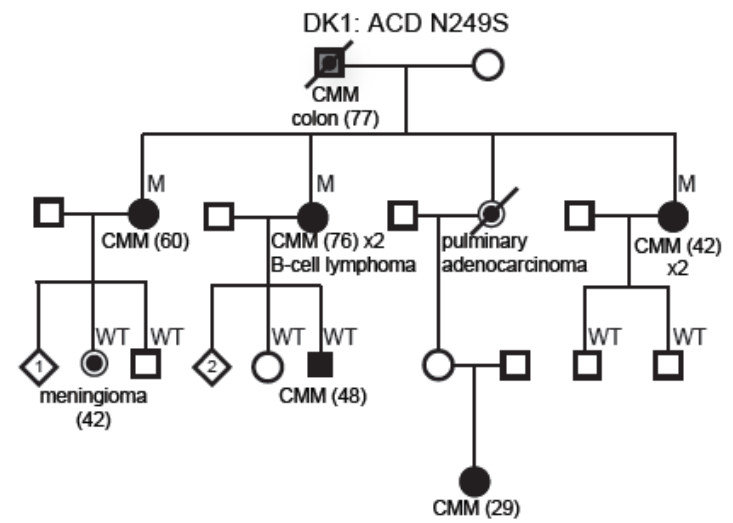 DK1: ACD N249S
CMM
colon (77)
M
M
M
CMM (60)
CMM (76) x2
B-cell lymphoma
pulminary
adenocarcinoma
CMM (42)
x2
WT
WT
WT
WT
WT
WT
1
2
meningioma
(42)
CMM (48)
CMM (29)